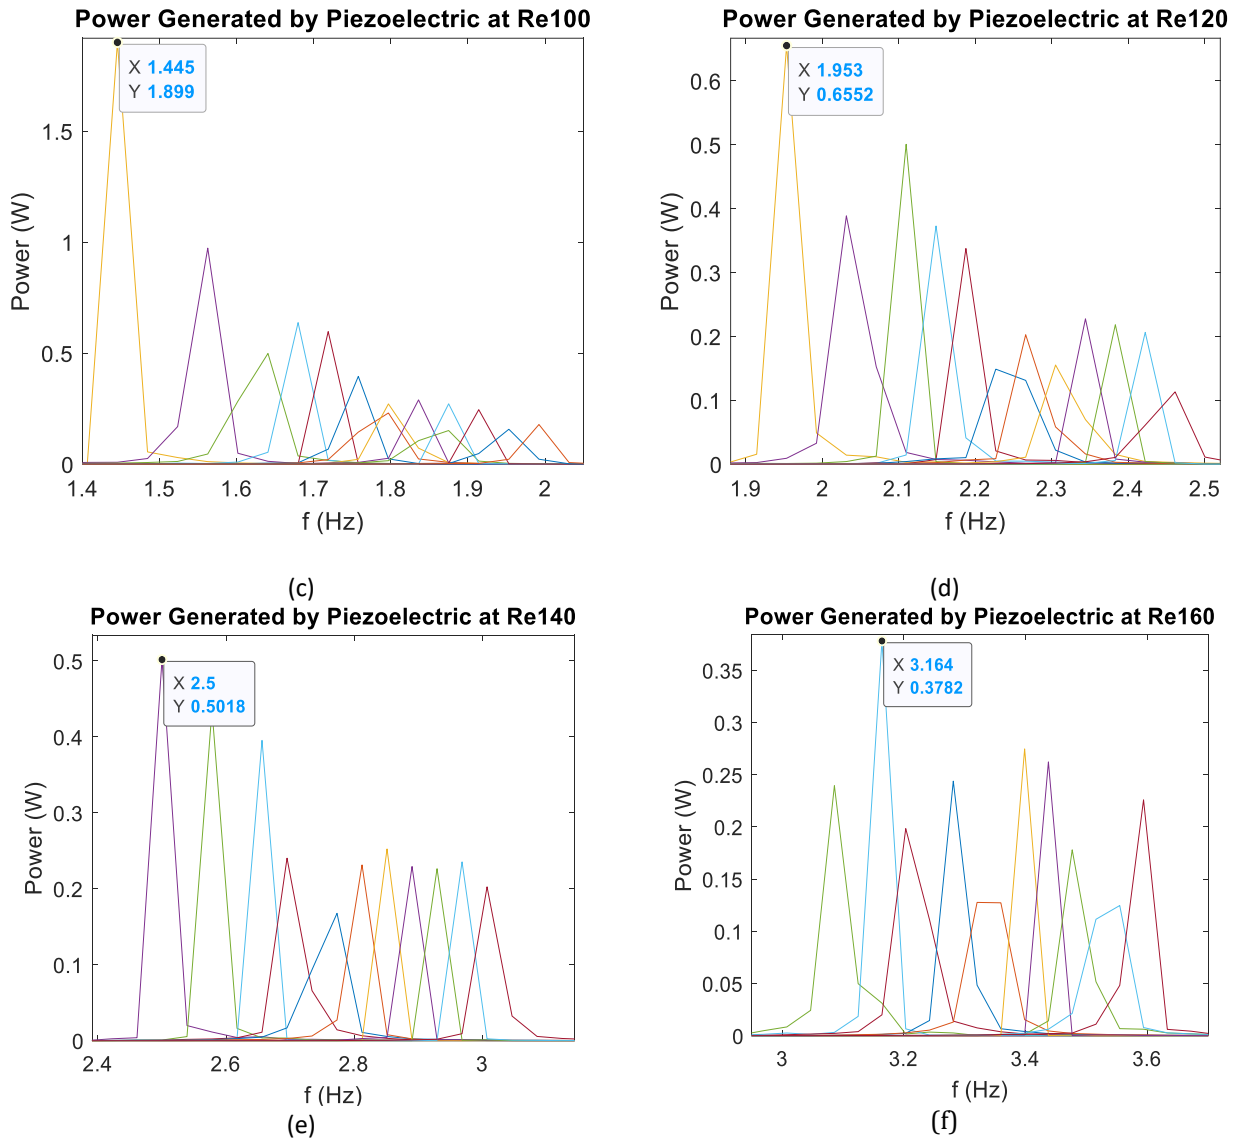 Power Generated by Piezoelectric at Re100
X 1.445
Y 1.899
1.5
1
0.5
0
Power (W)
1.4 1.5 1.6 1.7 1.8 1.9 2
f (Hz)
(c)
Power Generated by Piezoelectric at Re120
X 1.953
Y 0.6552
0.6
0.5
0.4
0.3
0.2
0.1
0
Power (W)
1.9 2 2.1 2.2 2.3 2.4 2.5
f (Hz)
(d)
Power Generated by Piezoelectric at Re140
X 2.5
Y 0.5018
0.5
0.4
0.3
0.2
0.1
0
Power (W)
2.4 2.6 2.8 3
f (Hz)
(e)
Power Generated by Piezoelectric at Re160
X 3.164
Y 0.3782
0.35
0.3
0.25
0.2
0.15
0.1
0.05
0
Power (W)
3 3.2 3.4 3.6
f (Hz)
(f)